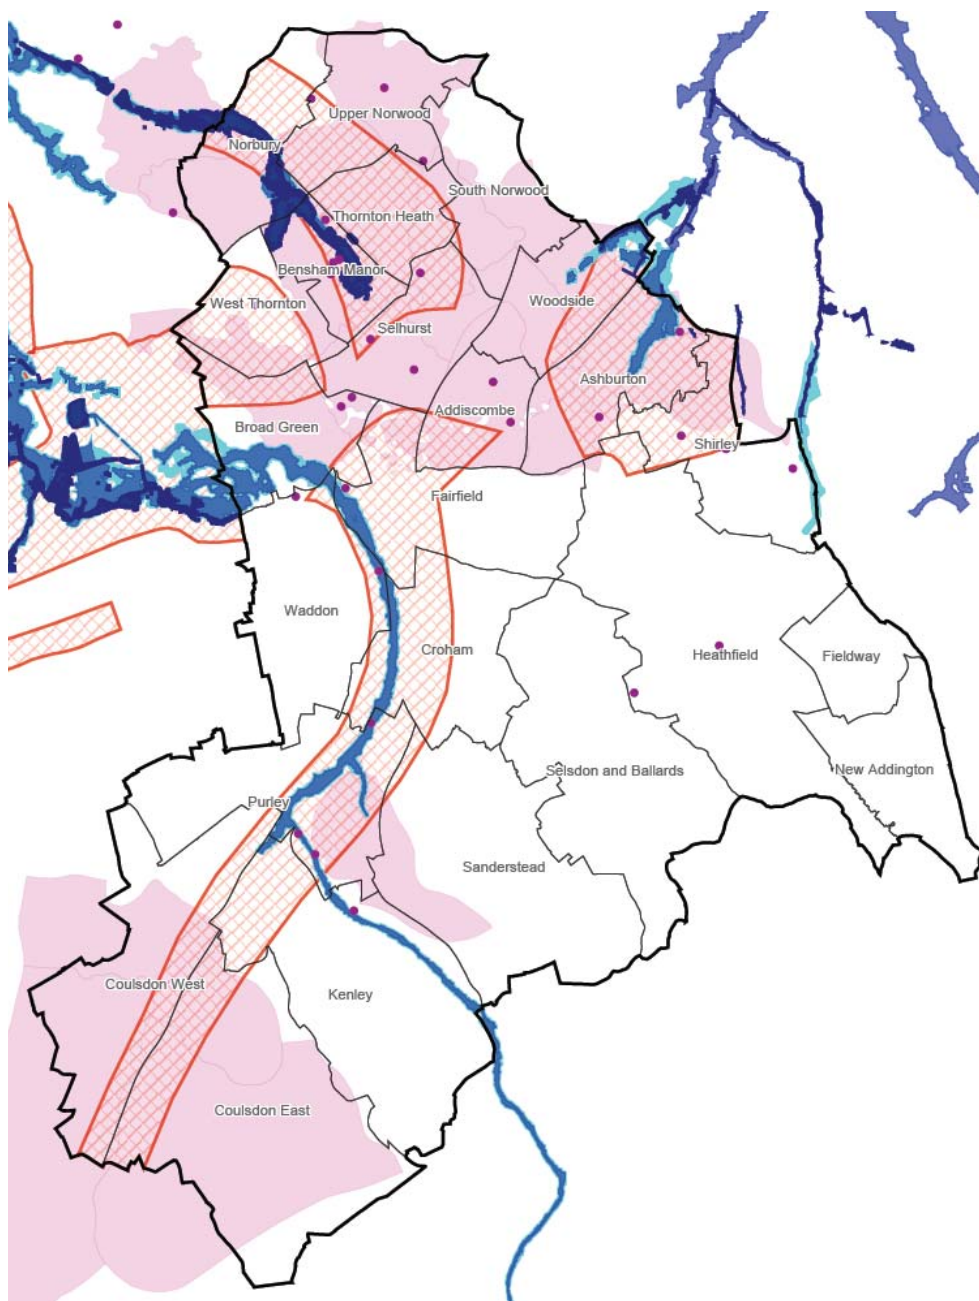 Upper Norwood
Norbury
South Norwood
Thornton Heath
Bensham Manor
West Thornton
Woodside
Selhurst
Ashburton
Addiscombe
Broad Green
Shirley
Fairfield
Waddon
Croham
Heathfield
Fieldway
Selsdon and Ballards
New Addington
Purley
Sanderstead
Coulsdon West
Kenley
Coulsdon East